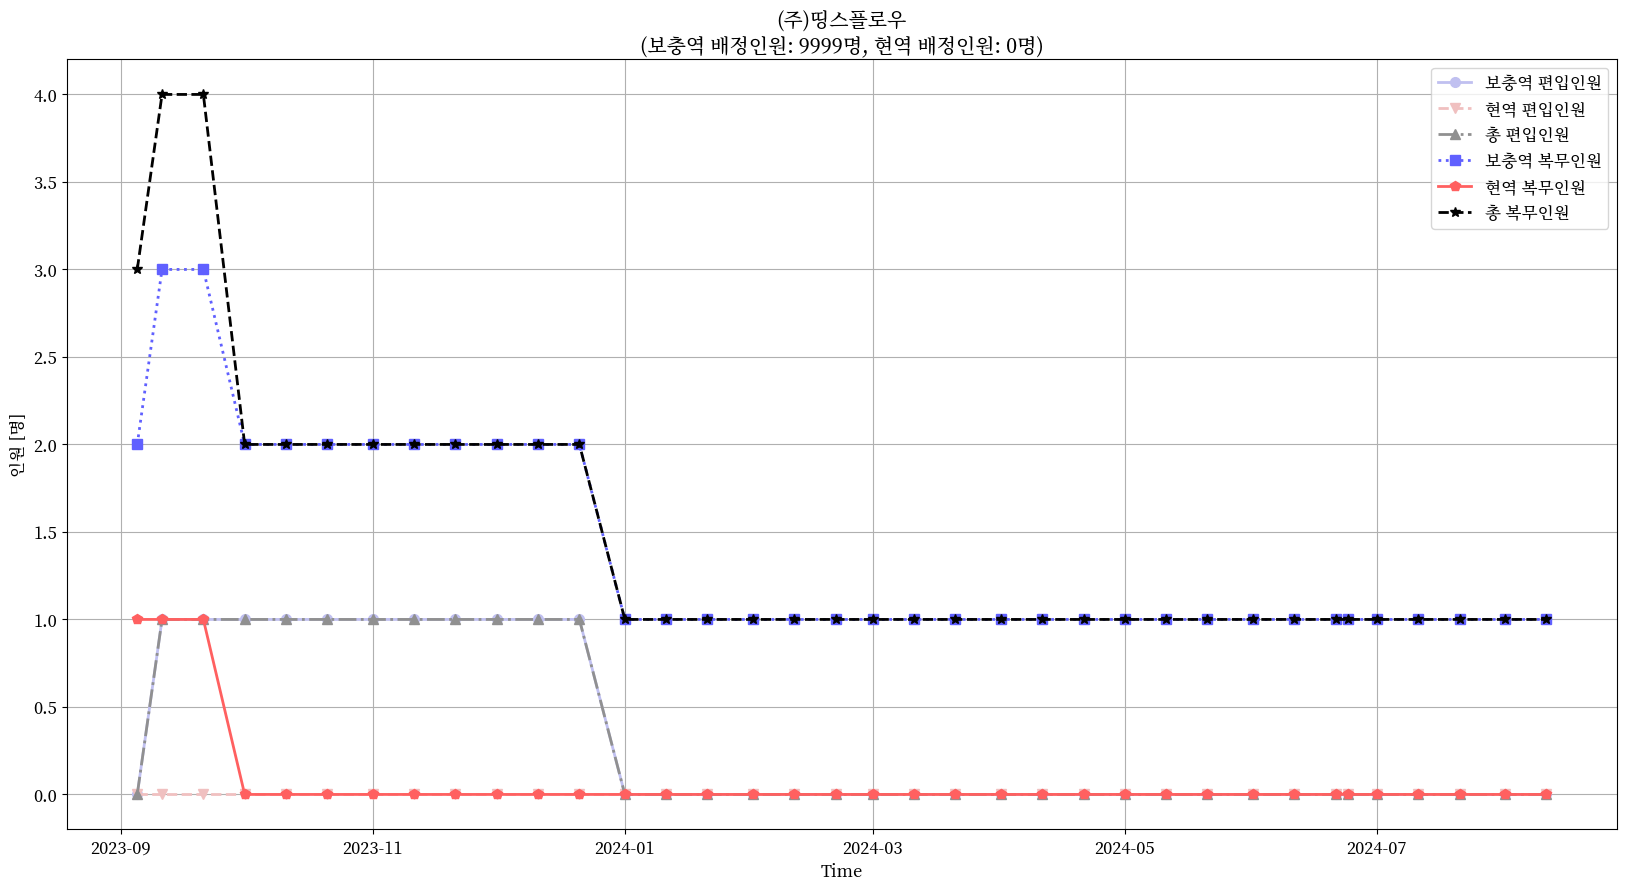 (주)띵스플로우
(보충역 배정인원: 9999명, 현역 배정인원: 0명)
보충역 편입인원
현역 편입인원
총 편입인원
보충역 복무인원
현역 복무인원
총 복무인원
인원 [명]
4.0
3.5
3.0
2.5
2.0
1.5
1.0
0.5
0.0
2023-09
2023-11
2024-01
2024-03
2024-05
2024-07
Time